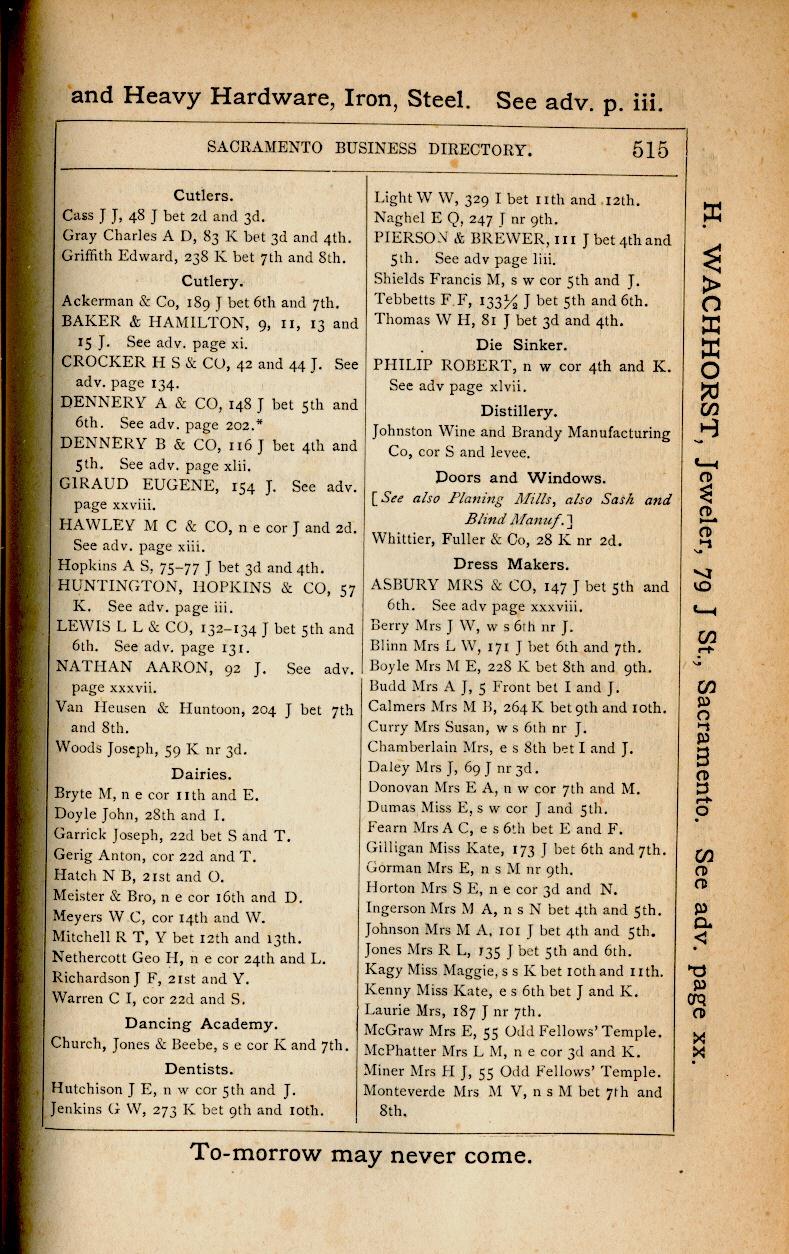 and Heavy Hardware, Iron, Steel. See adv. p. iii.
SACRAMENTO BUSINESS DIRECTORY. 515
Cutlers.
Cass J J, 48 J bet 2d and 3d.
Gray Charles A D, 83 K bet 3d and 4th.
Griffith Edward, 238 K bet 7th and 8th.
Cutlery.
Ackerman & Co, 189 J bet 6th and 7th.
BAKER & HAMILTON, 9, 11, 13 and
15 J. See adv. page xi.
CROCKER H S & CO, 42 and 44 J. See
adv. page 134.
DENNERY A & CO, 148 J bet 5th and
6th. See adv. page 202.*
DENNERY B & CO, 116 J bet 4th and
5th. See adv. page xlii.
GIRAUD EUGENE, 154 J. See adv.
page xxviii.
HAWLEY M C & CO, n e cor J and 2d.
See adv. page xiii.
Hopkins A S, 75-77 J bet 3d and 4th.
HUNTINGTON, HOPKINS & CO, 57
K. See adv. page iii.
LEWIS L L & CO, 132-134 J bet 5th and
6th. See adv. page 131.
NATHAN AARON, 92 J. See adv.
page xxxvii.
Van Heusen & Huntoon, 204 J bet 7th
and 8th.
Woods Joseph, 59 K nr 3d.
Dairies.
Bryte M, n e cor 11th and E.
Doyle John, 28th and I.
Garrick Joseph, 22d bet S and T.
Gerig Anton, cor 22d and T.
Hatch N B, 21st and O.
Meister & Bro, n e cor 16th and D.
Meyers W C, cor 14th and W.
Mitchell R T, Y bet 12th and 13th.
Nethercott Geo H, n e cor 24th and L.
Richardson J F, 21st and Y.
Warren C I, cor 22d and S.
Dancing Academy.
Church, Jones & Beebe, s e cor K and 7th.
Dentists.
Hutchison J E, n w cor 5th and J.
Jenkins G W, 273 K bet 9th and 10th.
Light W W, 329 I bet 11th and 12th.
Naghel E Q, 247 J nr 9th.
PIERSON & BREWER, 111 J bet 4th and
5th. See adv page liii.
Shields Francis M, s w cor 5th and J.
Tebbetts F F, 133½ J bet 5th and 6th.
Thomas W H, 81 J bet 3d and 4th.
Die Sinker.
PHILIP ROBERT, n w cor 4th and K.
See adv page xlvii.
Distillery.
Johnston Wine and Brandy Manufacturing
Co, cor S and levee.
Doors and Windows.
[See also Planing Mills, also Sash and
Blind Manuf.]
Whittier, Fuller & Co, 28 K nr 2d.
Dress Makers.
ASBURY MRS & CO, 147 J bet 5th and
6th. See adv page xxxviii.
Berry Mrs J W, w s 6th nr J.
Blinn Mrs L W, 171 J bet 6th and 7th.
Boyle Mrs M E, 228 K bet 8th and 9th.
Budd Mrs A J, 5 Front bet I and J.
Calmers Mrs M B, 264 K bet 9th and 10th.
Curry Mrs Susan, w s 6th nr J.
Chamberlain Mrs, e s 8th bet I and J.
Daley Mrs J, 69 J nr 3d.
Donovan Mrs E A, n w cor 7th and M.
Dumas Miss E, s w cor J and 5th.
Fearn Mrs A C, e s 6th bet E and F.
Gilligan Miss Kate, 173 J bet 6th and 7th.
Gorman Mrs E, n s M nr 9th.
Horton Mrs S E, n e cor 3d and N.
Ingerson Mrs M A, n s N bet 4th and 5th.
Johnson Mrs M A, 101 J bet 4th and 5th.
Jones Mrs R L, 135 J bet 5th and 6th.
Kagy Miss Maggie, s s K bet 10th and 11th.
Kenny Miss Kate, e s 6th bet J and K.
Laurie Mrs, 187 J nr 7th.
McGraw Mrs E, 55 Odd Fellows' Temple.
McPhatter Mrs L M, n e cor 3d and K.
Miner Mrs H J, 55 Odd Fellows' Temple.
Monteverde Mrs M V, n s M bet 7th and
8th.
H. WACHHORST, Jeweler, 79 J St., Sacramento. See adv. page xx.
To-morrow may never come.